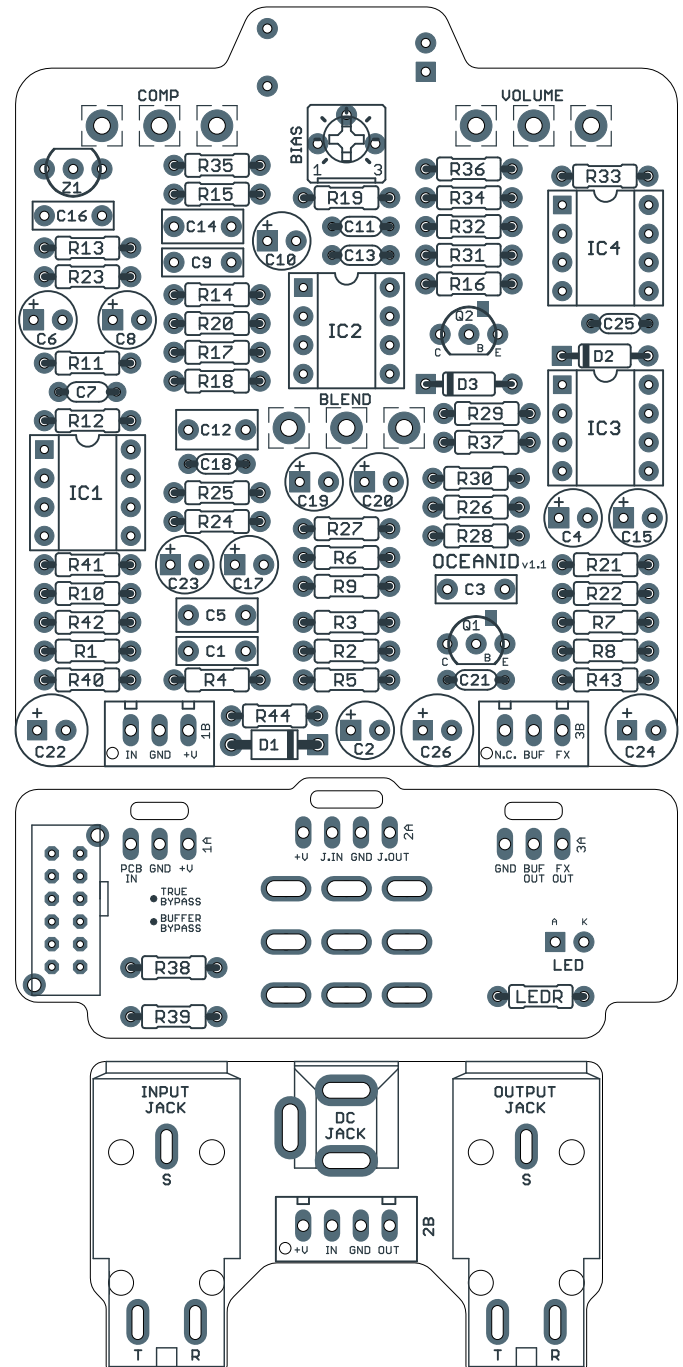 COMP
VOLUME
BIAS
1
3
Z1
R35
R15
R19
R36
R33
C16
C14
C11
R34
R13
C9
C10
C13
R32
IC4
R23
R31
R14
R16
C6
C8
R20
IC2
Q2
C B E
C25
R11
R17
D2
C7
R18
D3
R12
BLEND
R29
C12
R37
IC3
IC1
C18
R25
C19
C20
R30
R24
R27
R26
C4
C15
R28
R41
C23
C17
R6
OCEANID v1.1
R21
R10
R9
C3
R22
R42
C5
R3
Q1
C B E
R7
R1
C1
R2
R8
R40
R4
R5
C21
R43
C22
IN GND +V
1B
R44
D1
C2
C26
N.C. BUF FX
3B
C24
1A
PCB IN
GND
+V
2A
+V J.IN GND J.OUT
3A
GND
BUF OUT
FX OUT
TRUE
BYPASS
BUFFER
BYPASS
A
K
LED
R38
LEDR
R39
INPUT
JACK
DC
JACK
OUTPUT
JACK
S
S
2B
+V IN GND OUT
T R
T R